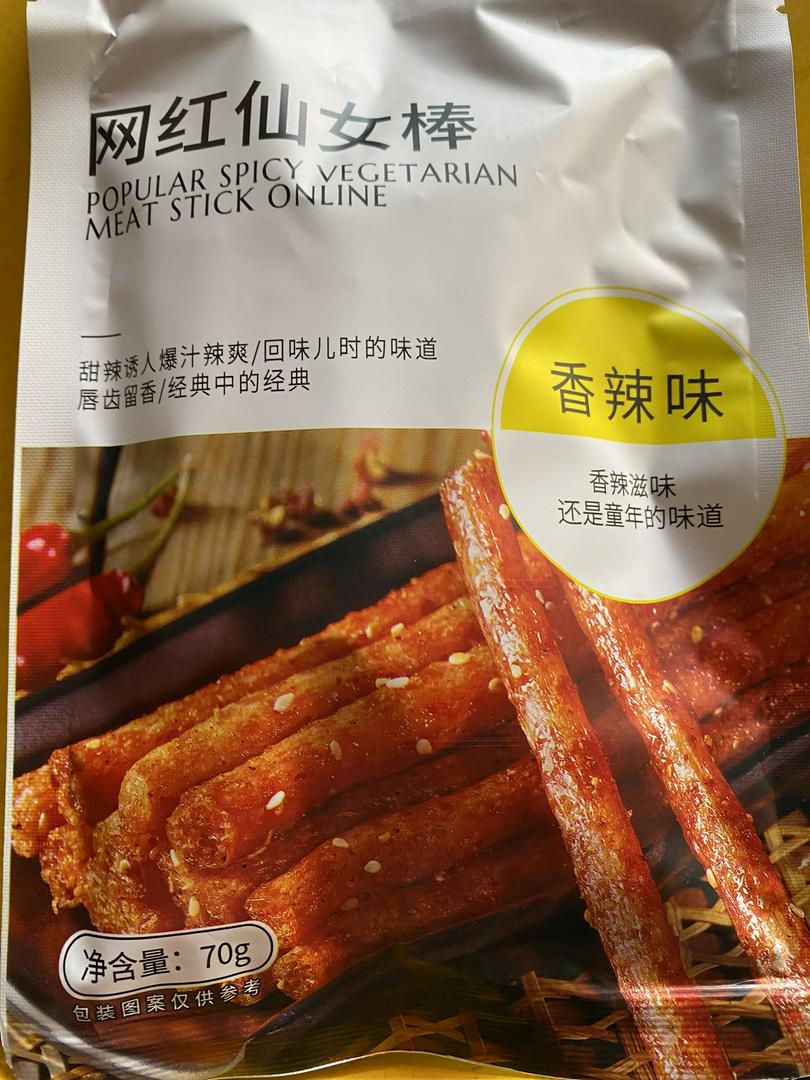 网红仙女棒
POPULAR SPICY VEGETARIAN
MEAT STICK ONLINE
甜辣诱人爆汁辣爽/回味儿时的味道
唇齿留香/经典中的经典
香辣味
香辣滋味
还是童年的味道
净含量：70g
包装图案仅供参考